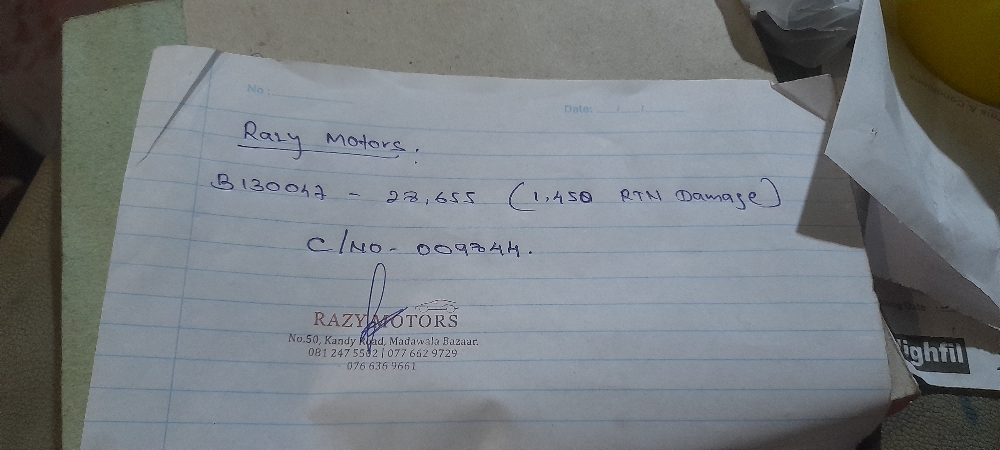 No:
Date: / /
Razy Motors.
B130047 - 28,655 (1,450 RTN Damage)
C/NO - 009744.
RAZY MOTORS
No.50, Kandy Road, Madawala Bazaar.
081 247 5582 | 077 662 9729
076 636 9661
ighfil